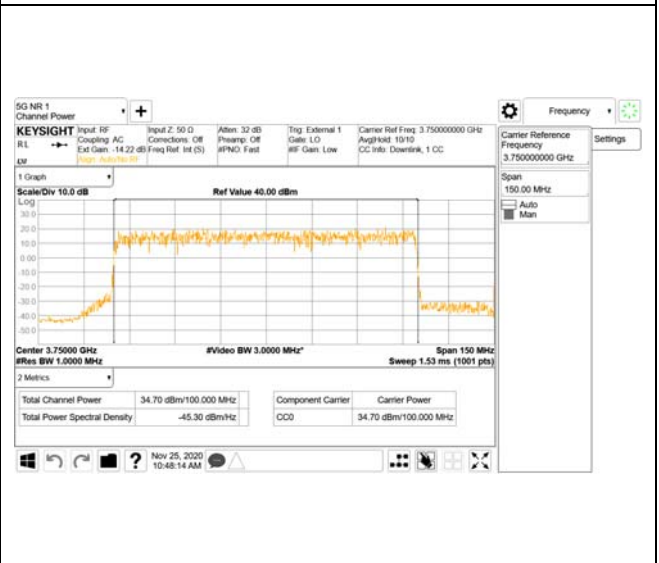 5G NR 1
Channel Power
Frequency
KEYSIGHT
Input: RF
Coupling: AC
Ext Gain: -14.22 dB
Align: Auto/No RF
Input Z: 50 Ω
Corrections: Off
Freq Ref: Int (S)
Atten: 32 dB
Preamp: Off
#PNO: Fast
Trig: External 1
Gate: LO
#IF Gain: Low
Carrier Ref Freq: 3.750000000 GHz
Avg|Hold: 10/10
CC Info: Downlink, 1 CC
RL
Carrier Reference
Frequency
3.750000000 GHz
Settings
Span
150.00 MHz
Auto
Man
1 Graph
Scale/Div 10.0 dB
Ref Value 40.00 dBm
Log
30.0
20.0
10.0
0.00
-10.0
-20.0
-30.0
-40.0
-50.0
Center 3.75000 GHz
#Video BW 3.0000 MHz*
Span 150 MHz
#Res BW 1.0000 MHz
Sweep 1.53 ms (1001 pts)
2 Metrics
Total Channel Power
34.70 dBm/100.000 MHz
Total Power Spectral Density
-45.30 dBm/Hz
Component Carrier
Carrier Power
CC0
34.70 dBm/100.000 MHz
?
Nov 25, 2020
10:48:14 AM